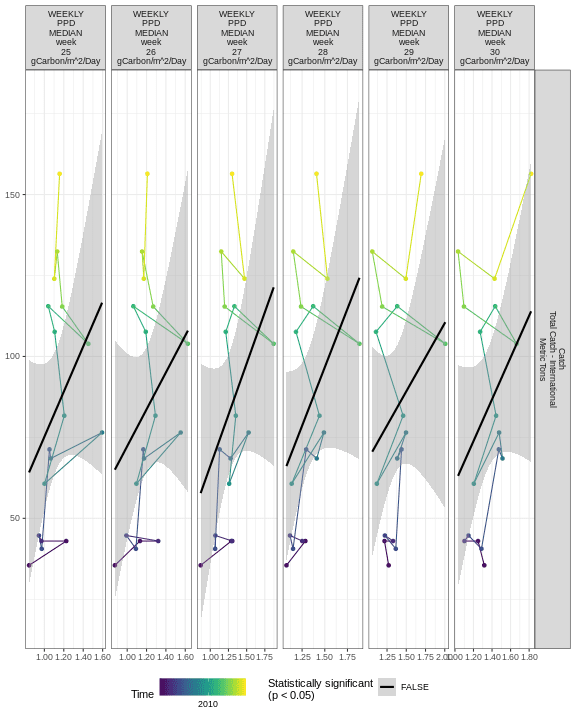 WEEKLY
PPD
MEDIAN
week
25
gCarbon/m^2/Day
WEEKLY
PPD
MEDIAN
week
26
gCarbon/m^2/Day
WEEKLY
PPD
MEDIAN
week
27
gCarbon/m^2/Day
WEEKLY
PPD
MEDIAN
week
28
gCarbon/m^2/Day
WEEKLY
PPD
MEDIAN
week
29
gCarbon/m^2/Day
WEEKLY
PPD
MEDIAN
week
30
gCarbon/m^2/Day
150
100
50
Catch
Total Catch - International
Metric Tons
1.00 1.20 1.40 1.60
1.00 1.20 1.40 1.60
1.00 1.25 1.50 1.75
1.25 1.50 1.75
1.25 1.50 1.75 2.00
1.00 1.20 1.40 1.60 1.80
Time
2010
Statistically significant
(p < 0.05)
FALSE